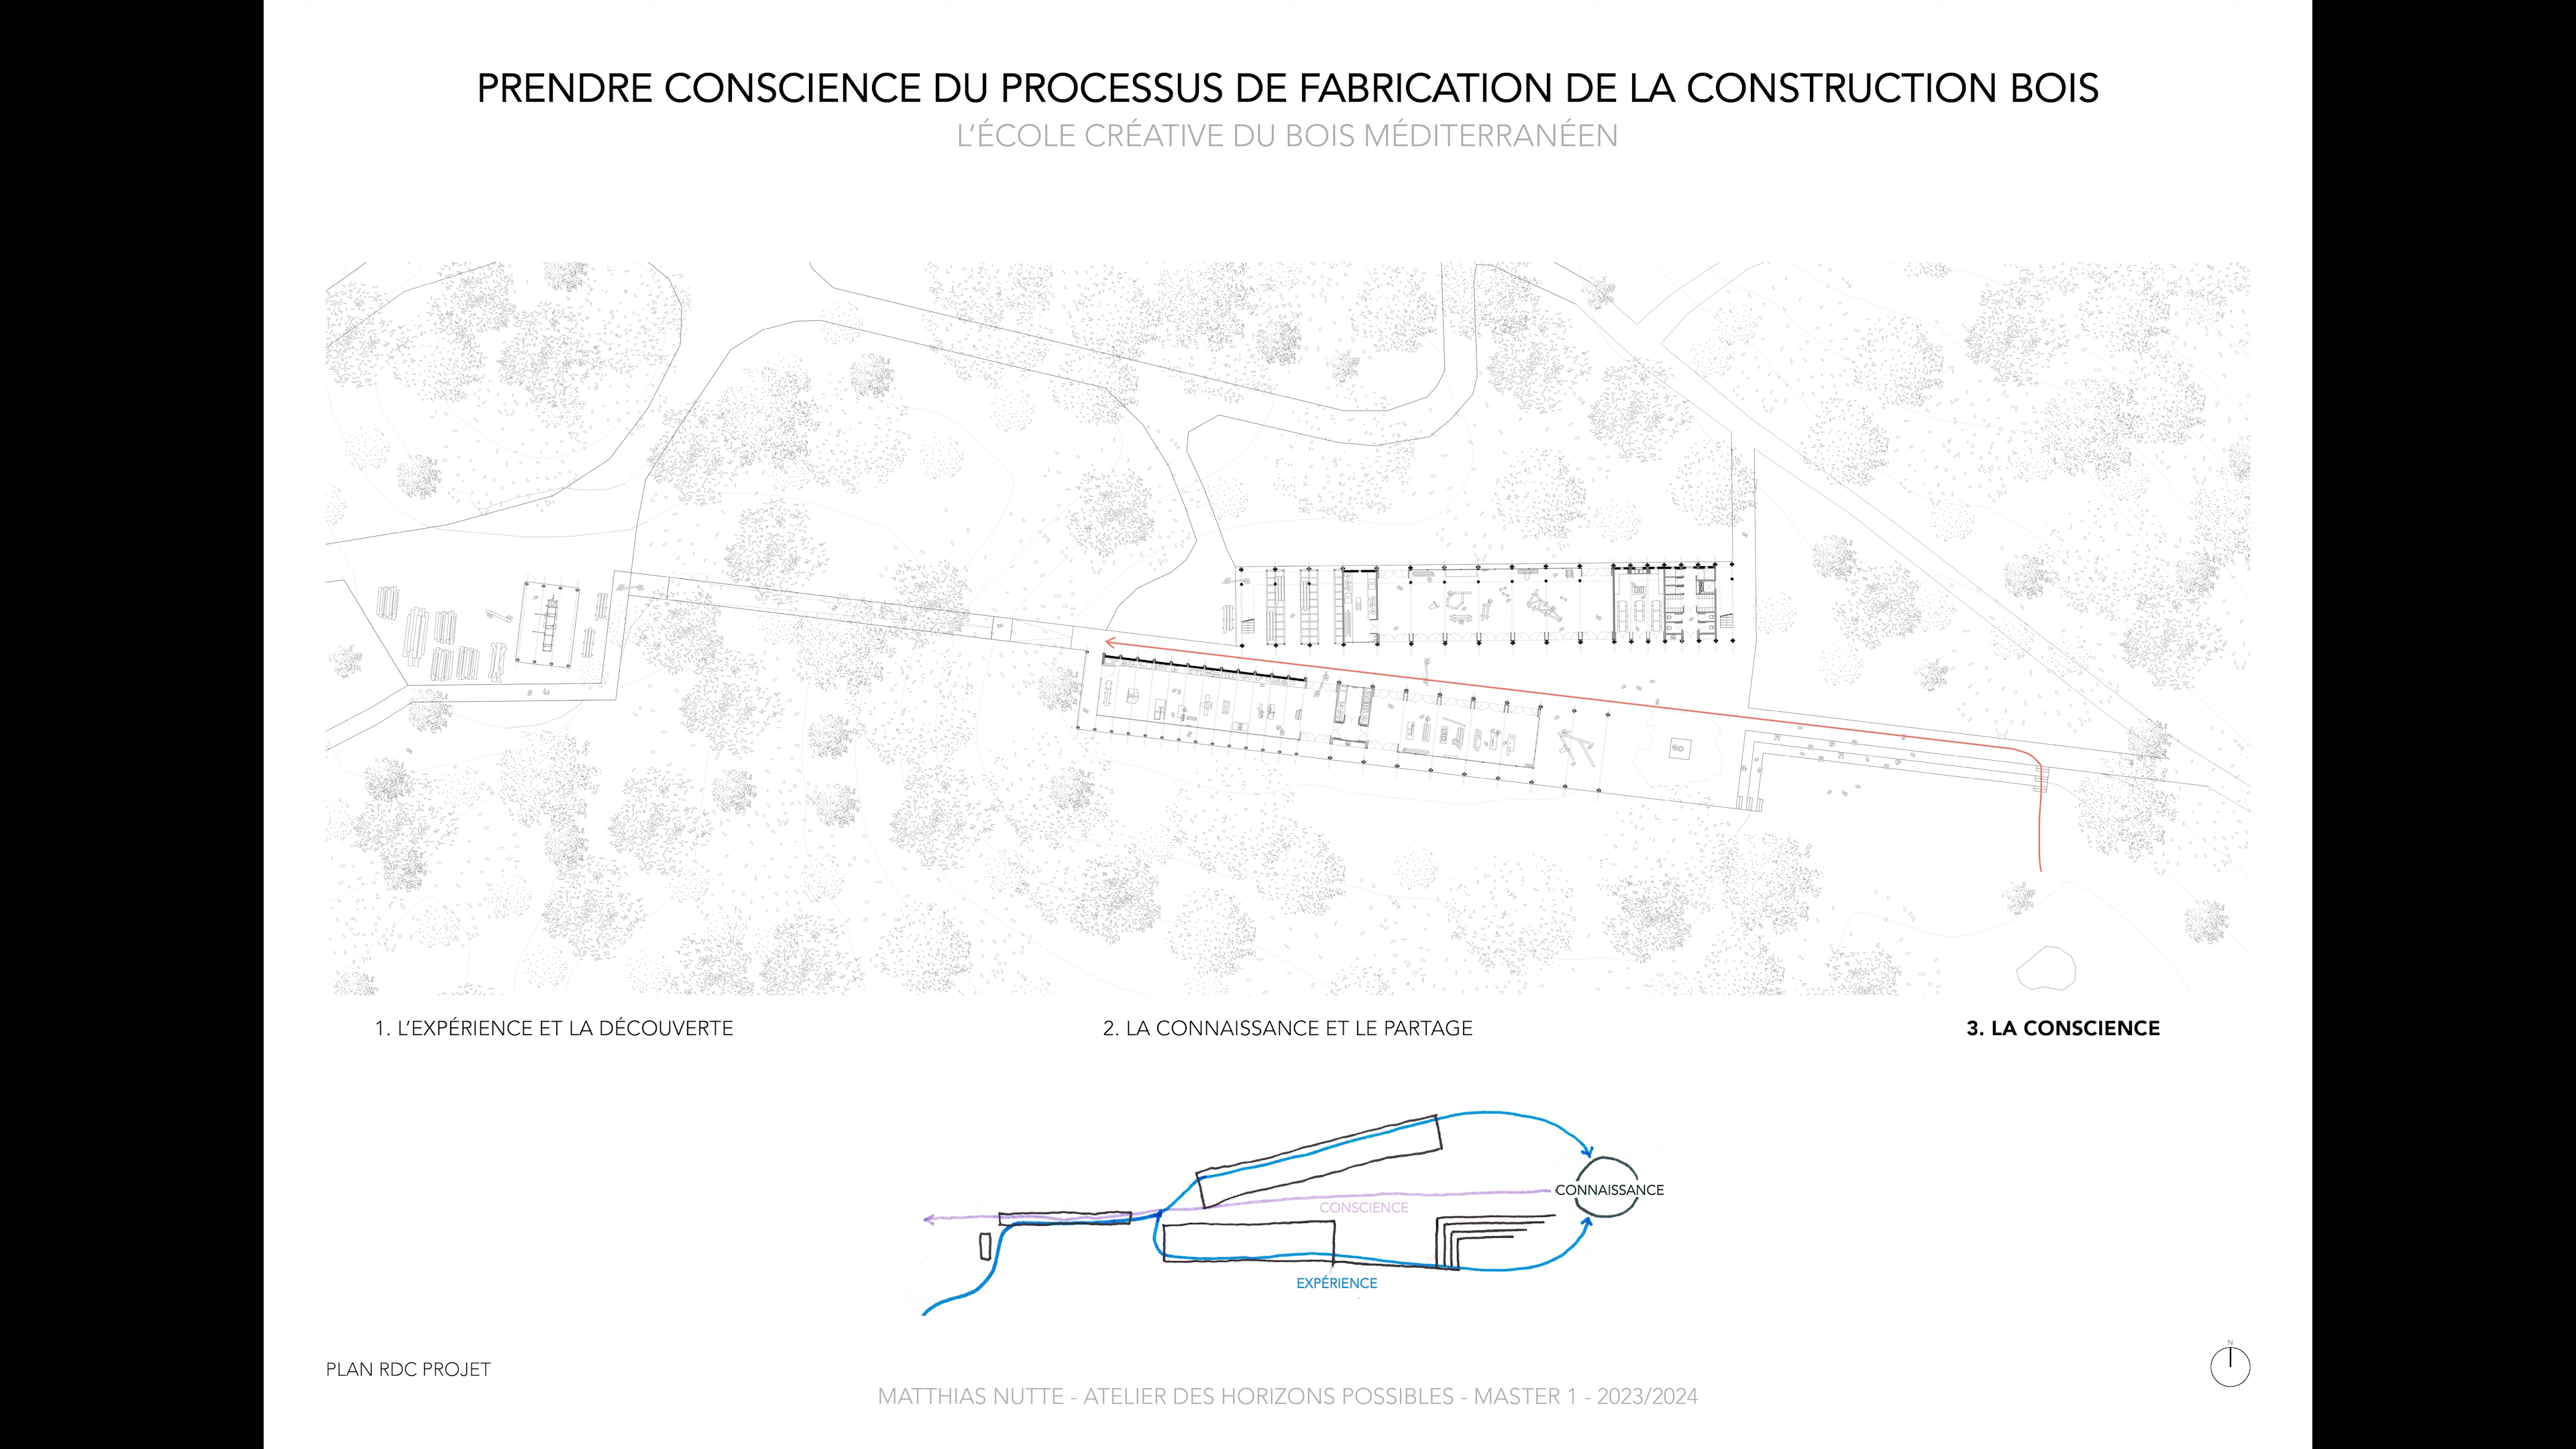 PRENDRE CONSCIENCE DU PROCESSUS DE FABRICATION DE LA CONSTRUCTION BOIS
L'ÉCOLE CRÉATIVE DU BOIS MÉDITERRANÉEN
1. L'EXPÉRIENCE ET LA DÉCOUVERTE
2. LA CONNAISSANCE ET LE PARTAGE
3. LA CONSCIENCE
CONNAISSANCE
CONSCIENCE
EXPÉRIENCE
PLAN RDC PROJET
N
MATTHIAS NUTTE - ATELIER DES HORIZONS POSSIBLES - MASTER 1 - 2023/2024